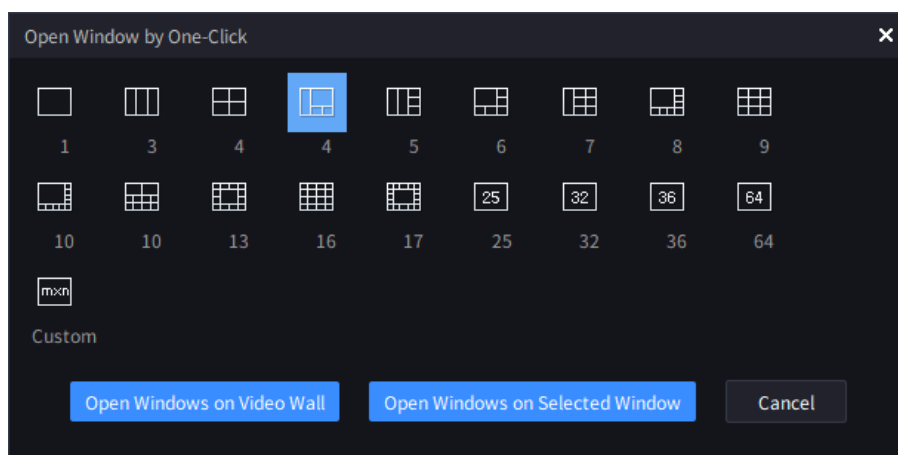 Open Window by One-Click
1 3 4 4 5 6 7 8 9
25 32 36 64
10 10 13 16 17 25 32 36 64
m×n
Custom
Open Windows on Video Wall Open Windows on Selected Window Cancel